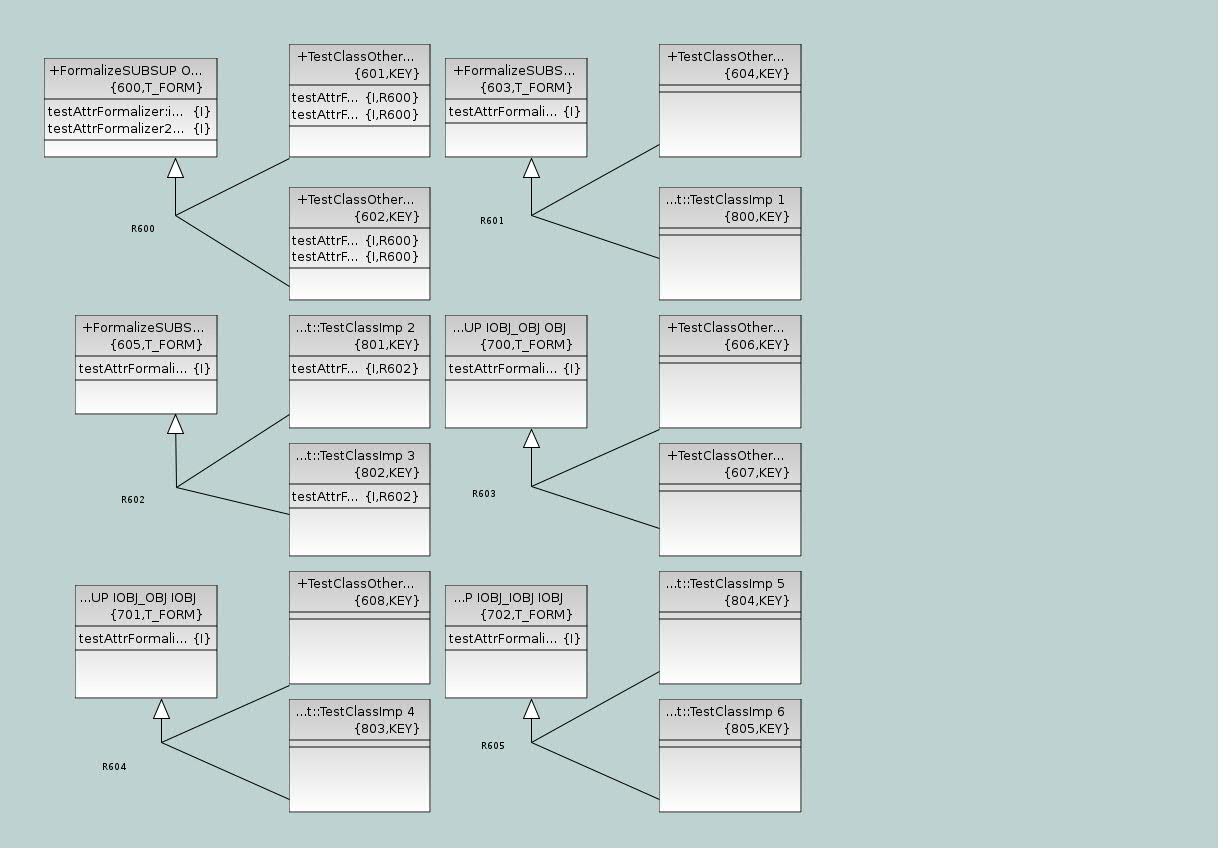 +FormalizeSUBSUP O...
{600,T_FORM}
testAttrFormalizer:i... {I}
testAttrFormalizer2... {I}
+TestClassOther...
{601,KEY}
testAttrF... {I,R600}
testAttrF... {I,R600}
+FormalizeSUBS...
{603,T_FORM}
testAttrFormali... {I}
+TestClassOther...
{604,KEY}
R600
+TestClassOther...
{602,KEY}
testAttrF... {I,R600}
testAttrF... {I,R600}
R601
...t::TestClassImp 1
{800,KEY}
+FormalizeSUBS...
{605,T_FORM}
testAttrFormali... {I}
...t::TestClassImp 2
{801,KEY}
testAttrF... {I,R602}
...UP IOBJ_OBJ OBJ
{700,T_FORM}
testAttrFormali... {I}
+TestClassOther...
{606,KEY}
R602
...t::TestClassImp 3
{802,KEY}
testAttrF... {I,R602}
R603
+TestClassOther...
{607,KEY}
...UP IOBJ_OBJ IOBJ
{701,T_FORM}
testAttrFormali... {I}
+TestClassOther...
{608,KEY}
...P IOBJ_IOBJ IOBJ
{702,T_FORM}
testAttrFormali... {I}
...t::TestClassImp 5
{804,KEY}
R604
...t::TestClassImp 4
{803,KEY}
R605
...t::TestClassImp 6
{805,KEY}